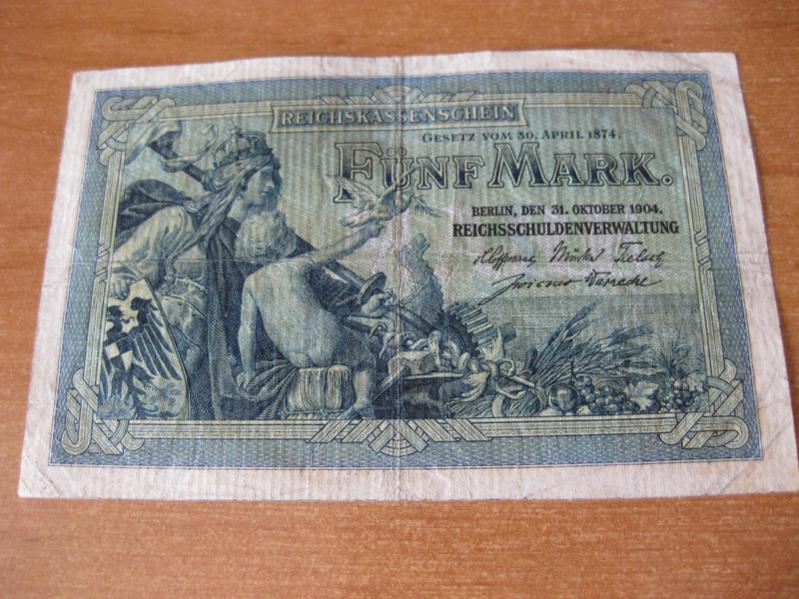 REICHSKASSENSCHEIN
GESETZ VOM 30. APRIL 1874.
FÜNF MARK.
BERLIN, DEN 31. OKTOBER 1904.
REICHSSCHULDENVERWALTUNG